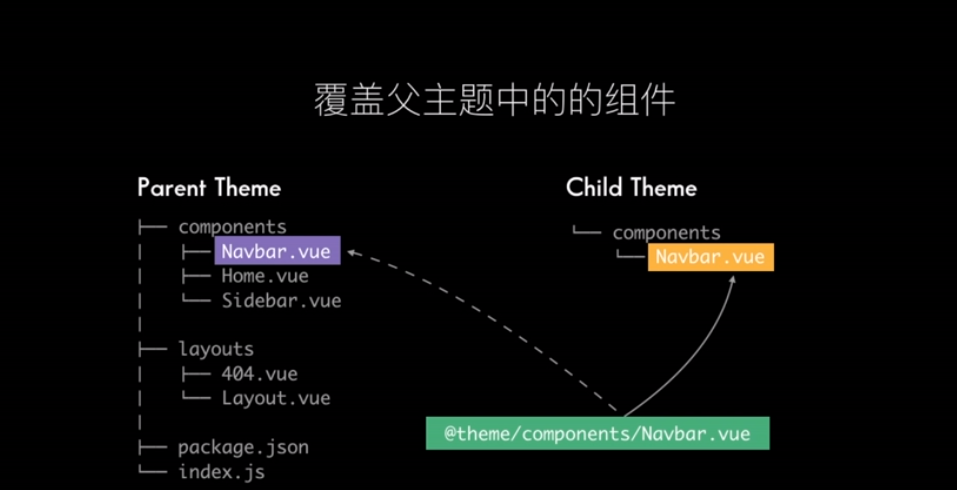 覆盖父主题中的的组件
Parent Theme
├── components
│   ├── Navbar.vue
│   ├── Home.vue
│   └── Sidebar.vue
│
├── layouts
│   ├── 404.vue
│   └── Layout.vue
│
├── package.json
└── index.js
Child Theme
└── components
    └── Navbar.vue
@theme/components/Navbar.vue